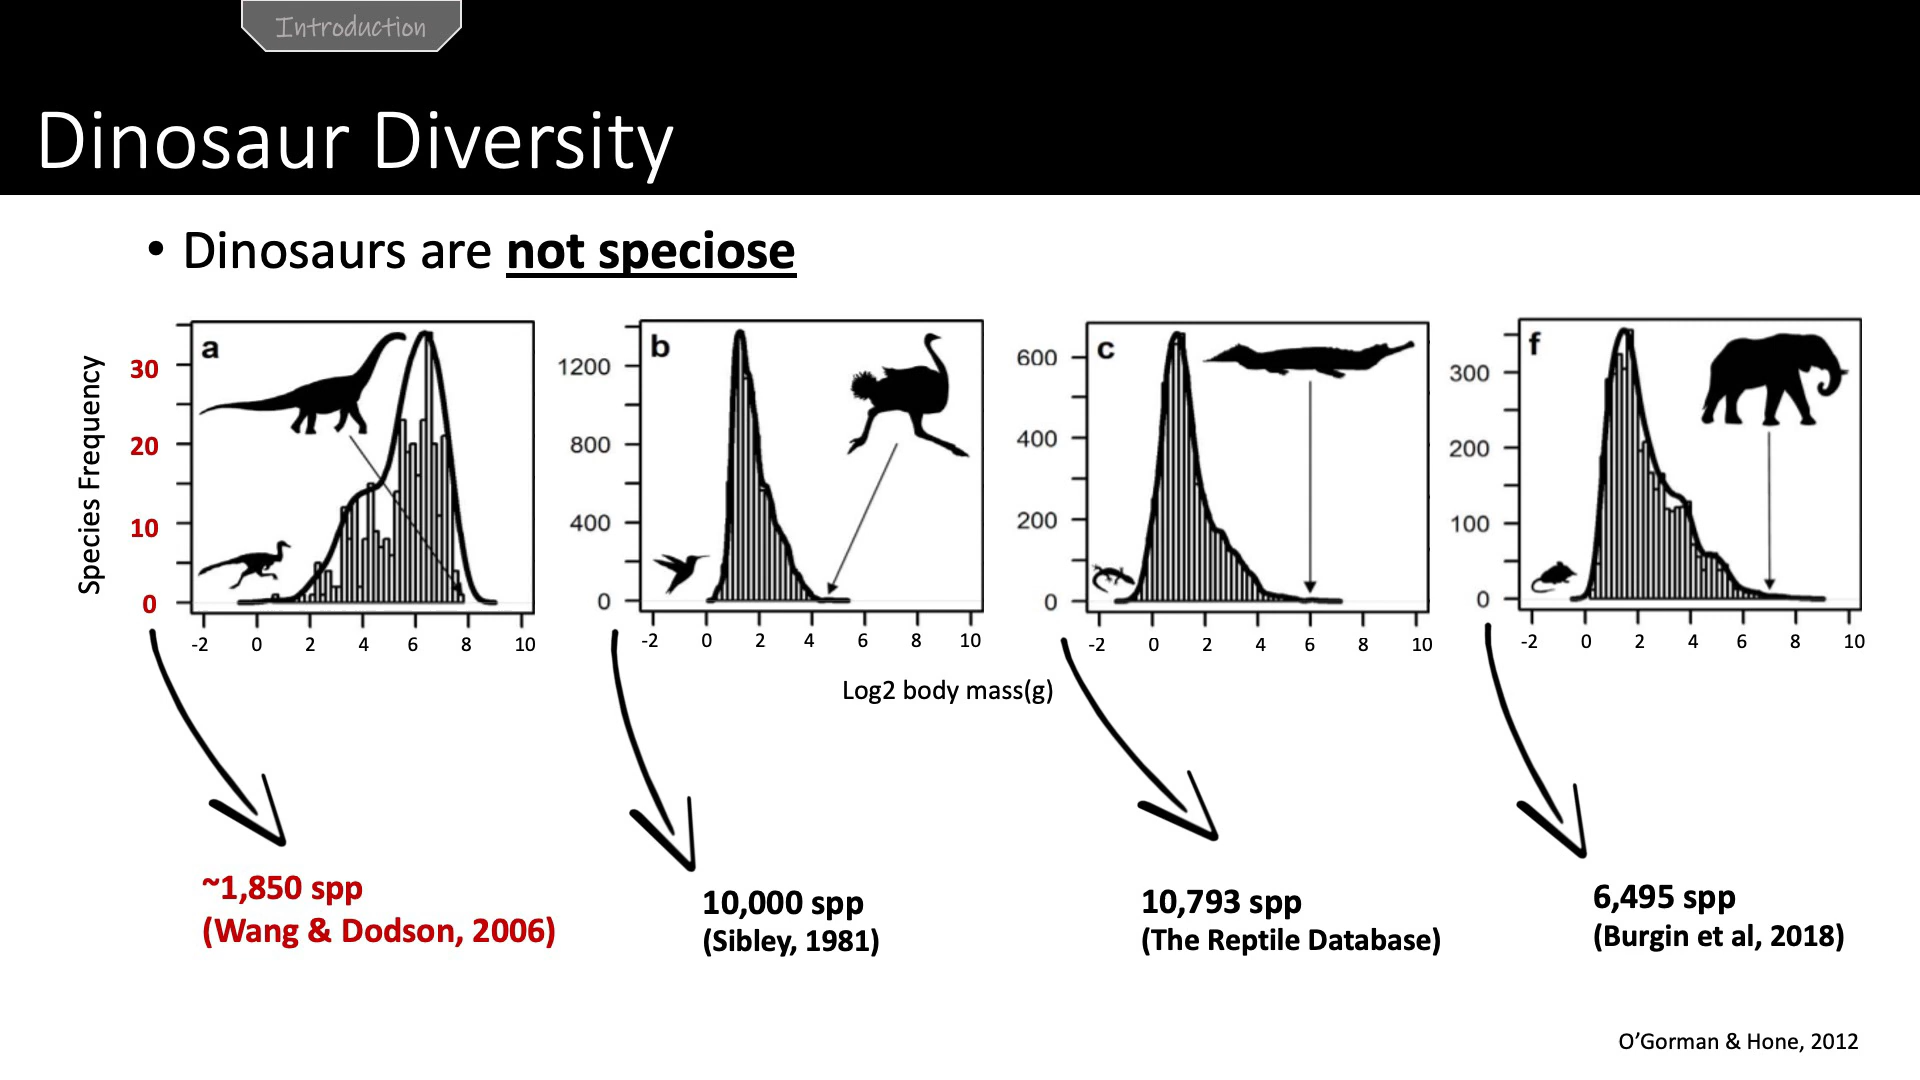 Introduction
Dinosaur Diversity
• Dinosaurs are not speciose
Species Frequency
a
30
20
10
0
-2 0 2 4 6 8 10
b
1200
800
400
0
-2 0 2 4 6 8 10
c
600
400
200
0
-2 0 2 4 6 8 10
f
300
200
100
0
-2 0 2 4 6 8 10
Log2 body mass(g)
~1,850 spp
(Wang & Dodson, 2006)
10,000 spp
(Sibley, 1981)
10,793 spp
(The Reptile Database)
6,495 spp
(Burgin et al, 2018)
O’Gorman & Hone, 2012